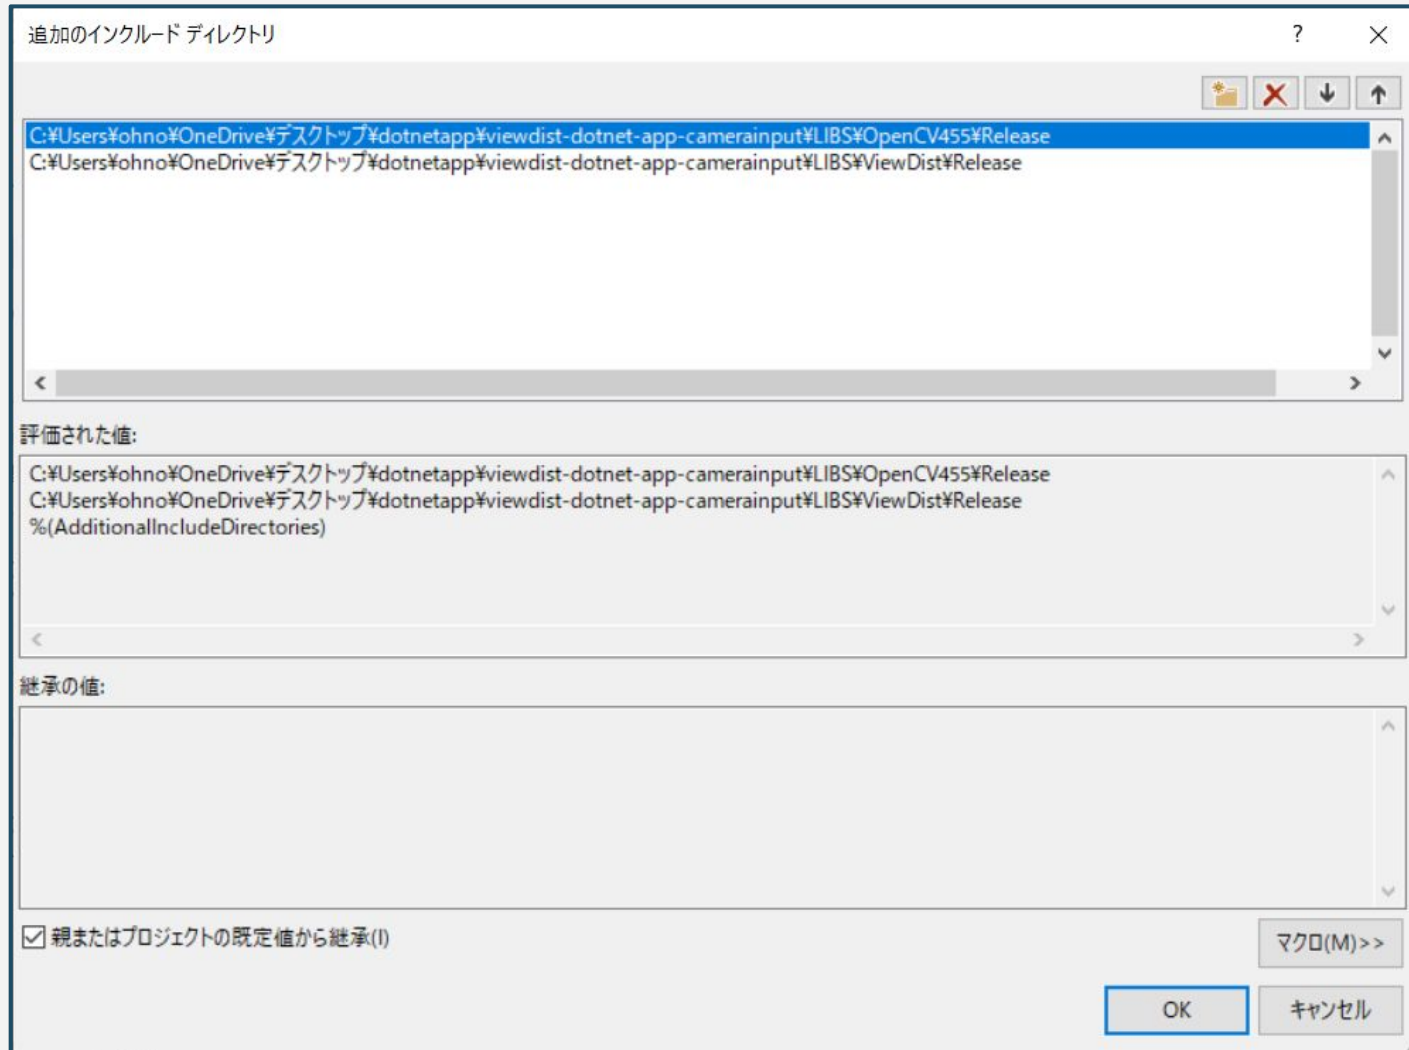 追加のインクルード ディレクトリ
?
C:¥Users¥ohno¥OneDrive¥デスクトップ¥dotnetapp¥viewdist-dotnet-app-camerainput¥LIBS¥OpenCV455¥Release
C:¥Users¥ohno¥OneDrive¥デスクトップ¥dotnetapp¥viewdist-dotnet-app-camerainput¥LIBS¥ViewDist¥Release
評価された値:
C:¥Users¥ohno¥OneDrive¥デスクトップ¥dotnetapp¥viewdist-dotnet-app-camerainput¥LIBS¥OpenCV455¥Release
C:¥Users¥ohno¥OneDrive¥デスクトップ¥dotnetapp¥viewdist-dotnet-app-camerainput¥LIBS¥ViewDist¥Release
%(AdditionalIncludeDirectories)
継承の値:
親またはプロジェクトの既定値から継承(I)
マクロ(M)>>
OK
キャンセル